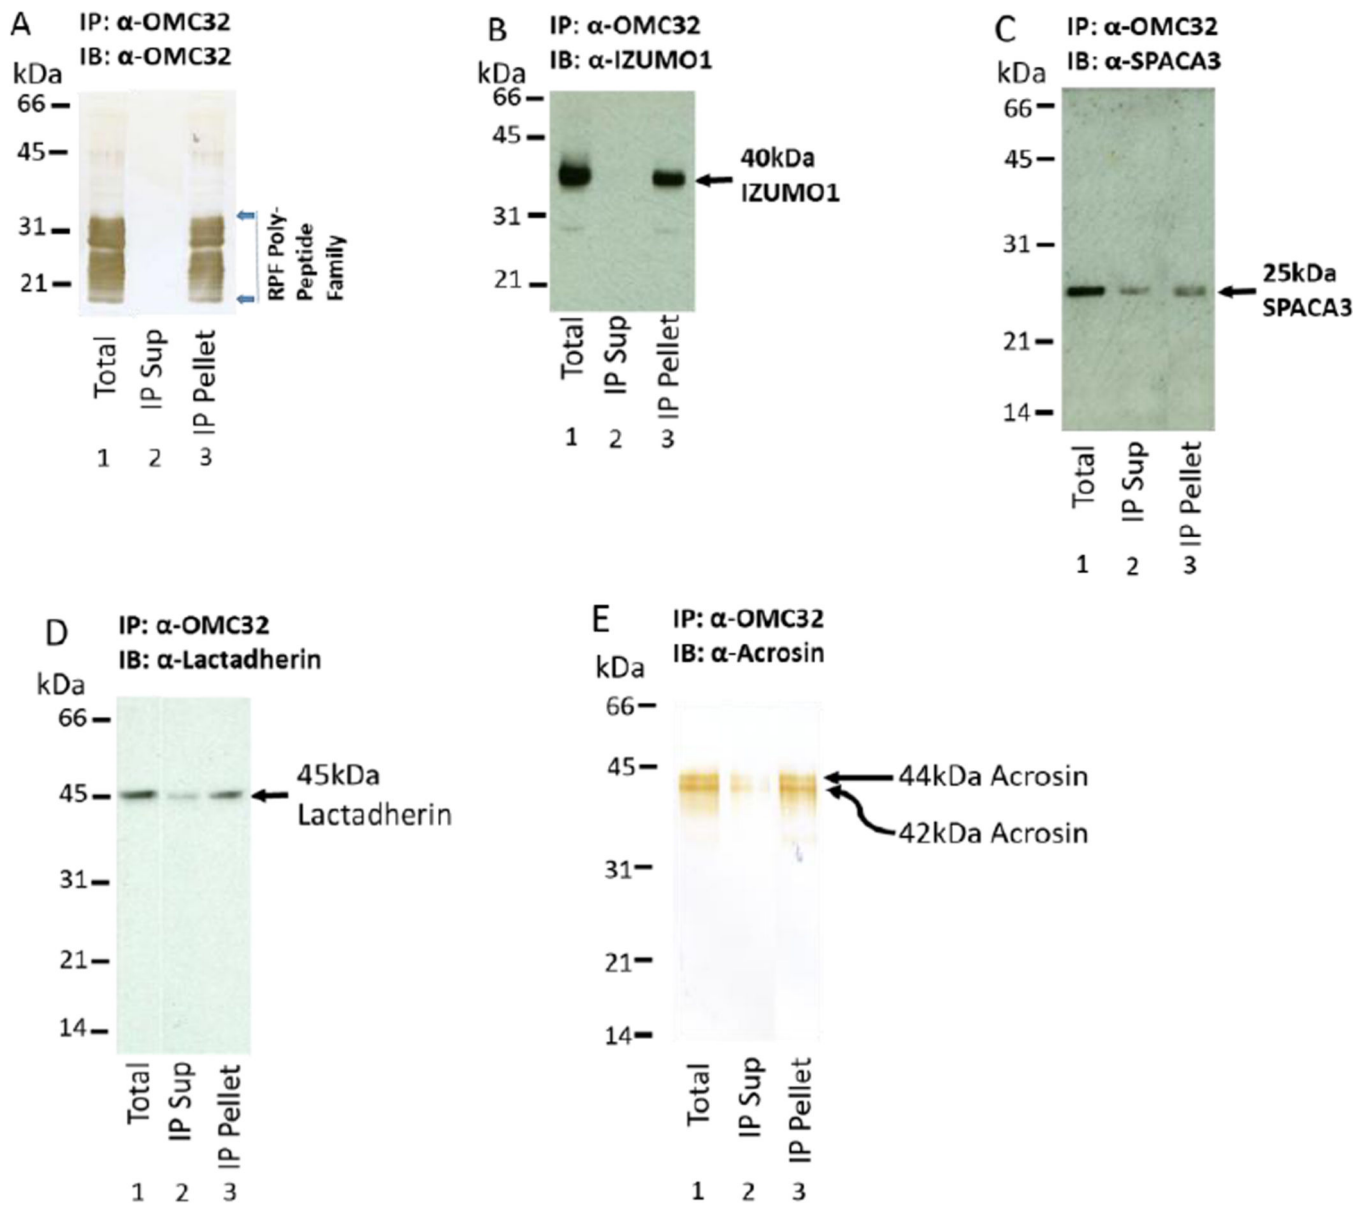 A
IP: α-OMC32
IB: α-OMC32
kDa
66
45
31
21
RPF Poly-
Peptide
Family
Total
IP Sup
IP Pellet
1 2 3
B
IP: α-OMC32
IB: α-IZUMO1
kDa
66
45
31
21
40kDa
IZUMO1
Total
IP Sup
IP Pellet
1 2 3
C
IP: α-OMC32
IB: α-SPACA3
kDa
66
45
31
21
14
25kDa
SPACA3
Total
IP Sup
IP Pellet
1 2 3
D
IP: α-OMC32
IB: α-Lactadherin
kDa
66
45
31
21
14
45kDa
Lactadherin
Total
IP Sup
IP Pellet
1 2 3
E
IP: α-OMC32
IB: α-Acrosin
kDa
66
45
31
21
14
44kDa Acrosin
42kDa Acrosin
Total
IP Sup
IP Pellet
1 2 3